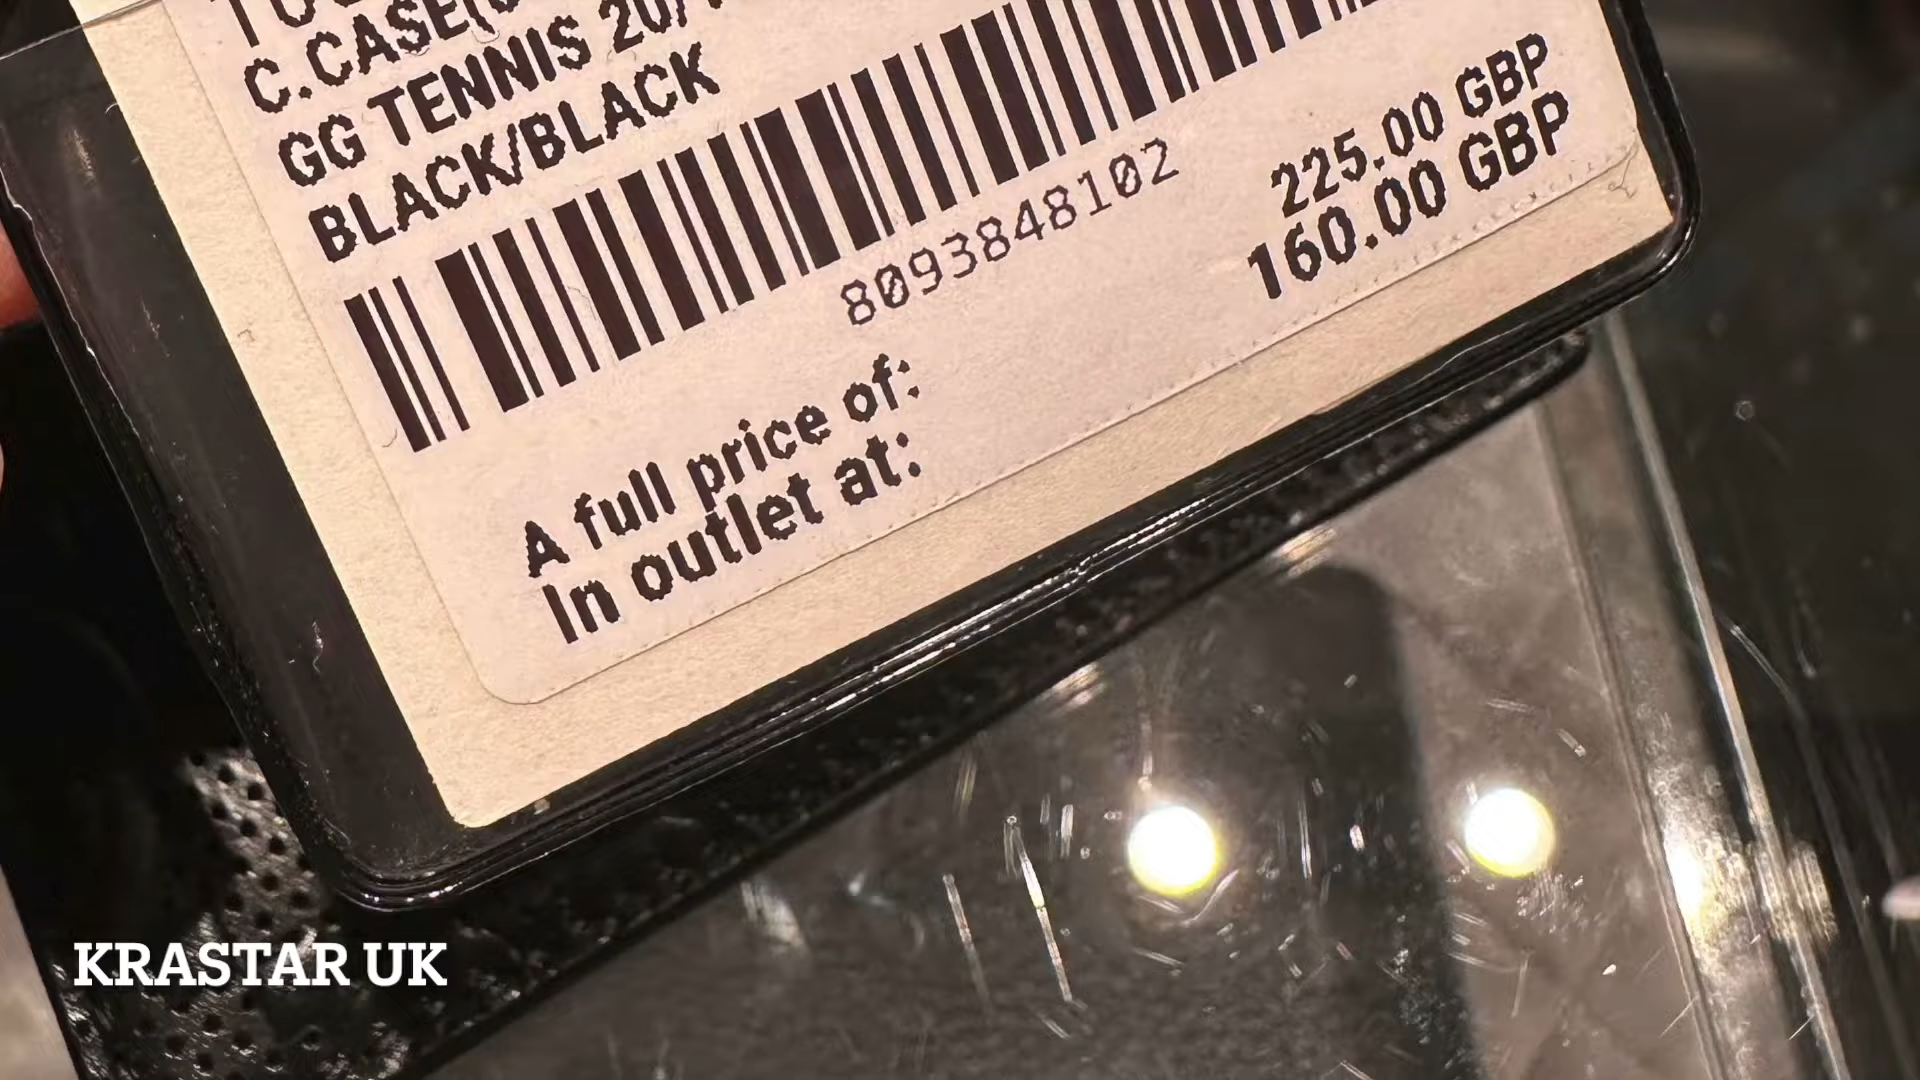 C.CASE(
GG TENNIS 20/
BLACK/BLACK
8093848102
A full price of: 225.00 GBP
In outlet at: 160.00 GBP
KRASTAR UK